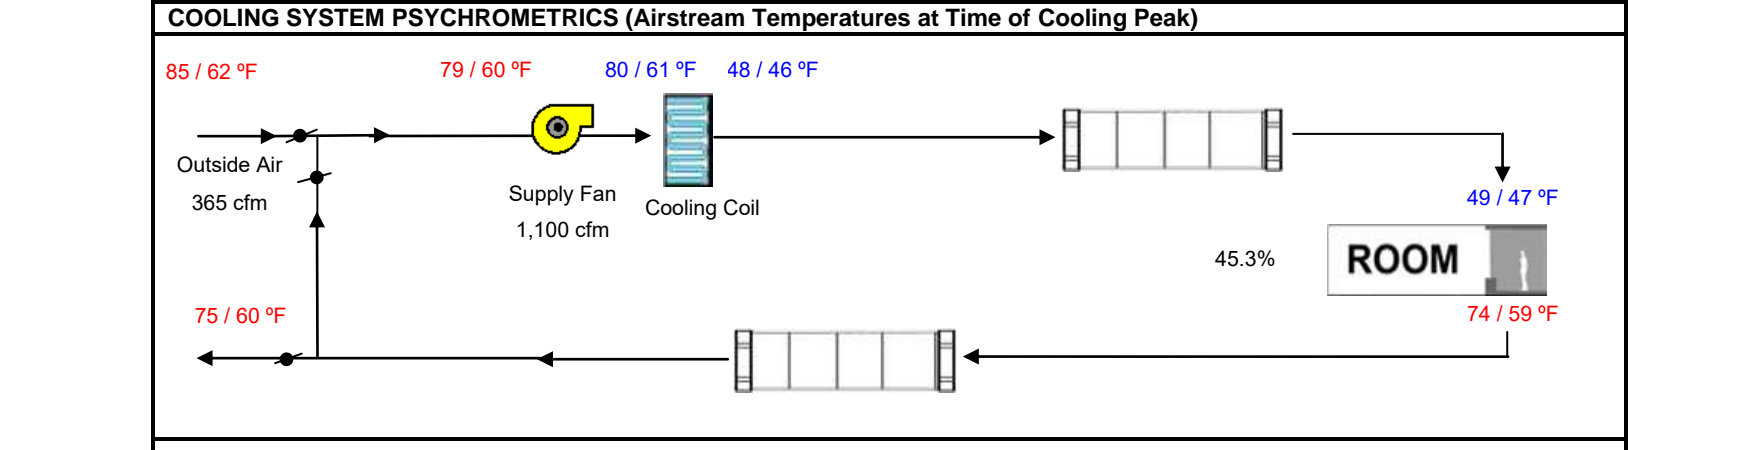 COOLING SYSTEM PSYCHROMETRICS (Airstream Temperatures at Time of Cooling Peak)
85 / 62 ºF
79 / 60 ºF
80 / 61 ºF
48 / 46 ºF
Outside Air
365 cfm
Supply Fan
1,100 cfm
Cooling Coil
49 / 47 ºF
45.3%
ROOM
75 / 60 ºF
74 / 59 ºF